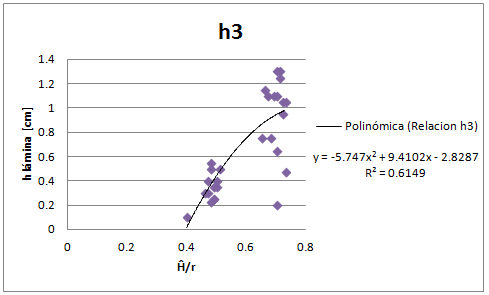 h3
1.4
1.2
1
0.8
0.6
0.4
0.2
0
0 0.2 0.4 0.6 0.8
h lámina [cm]
Ĥ/r
Polinómica (Relacion h3)
y = -5.747x² + 9.4102x - 2.8287
R² = 0.6149